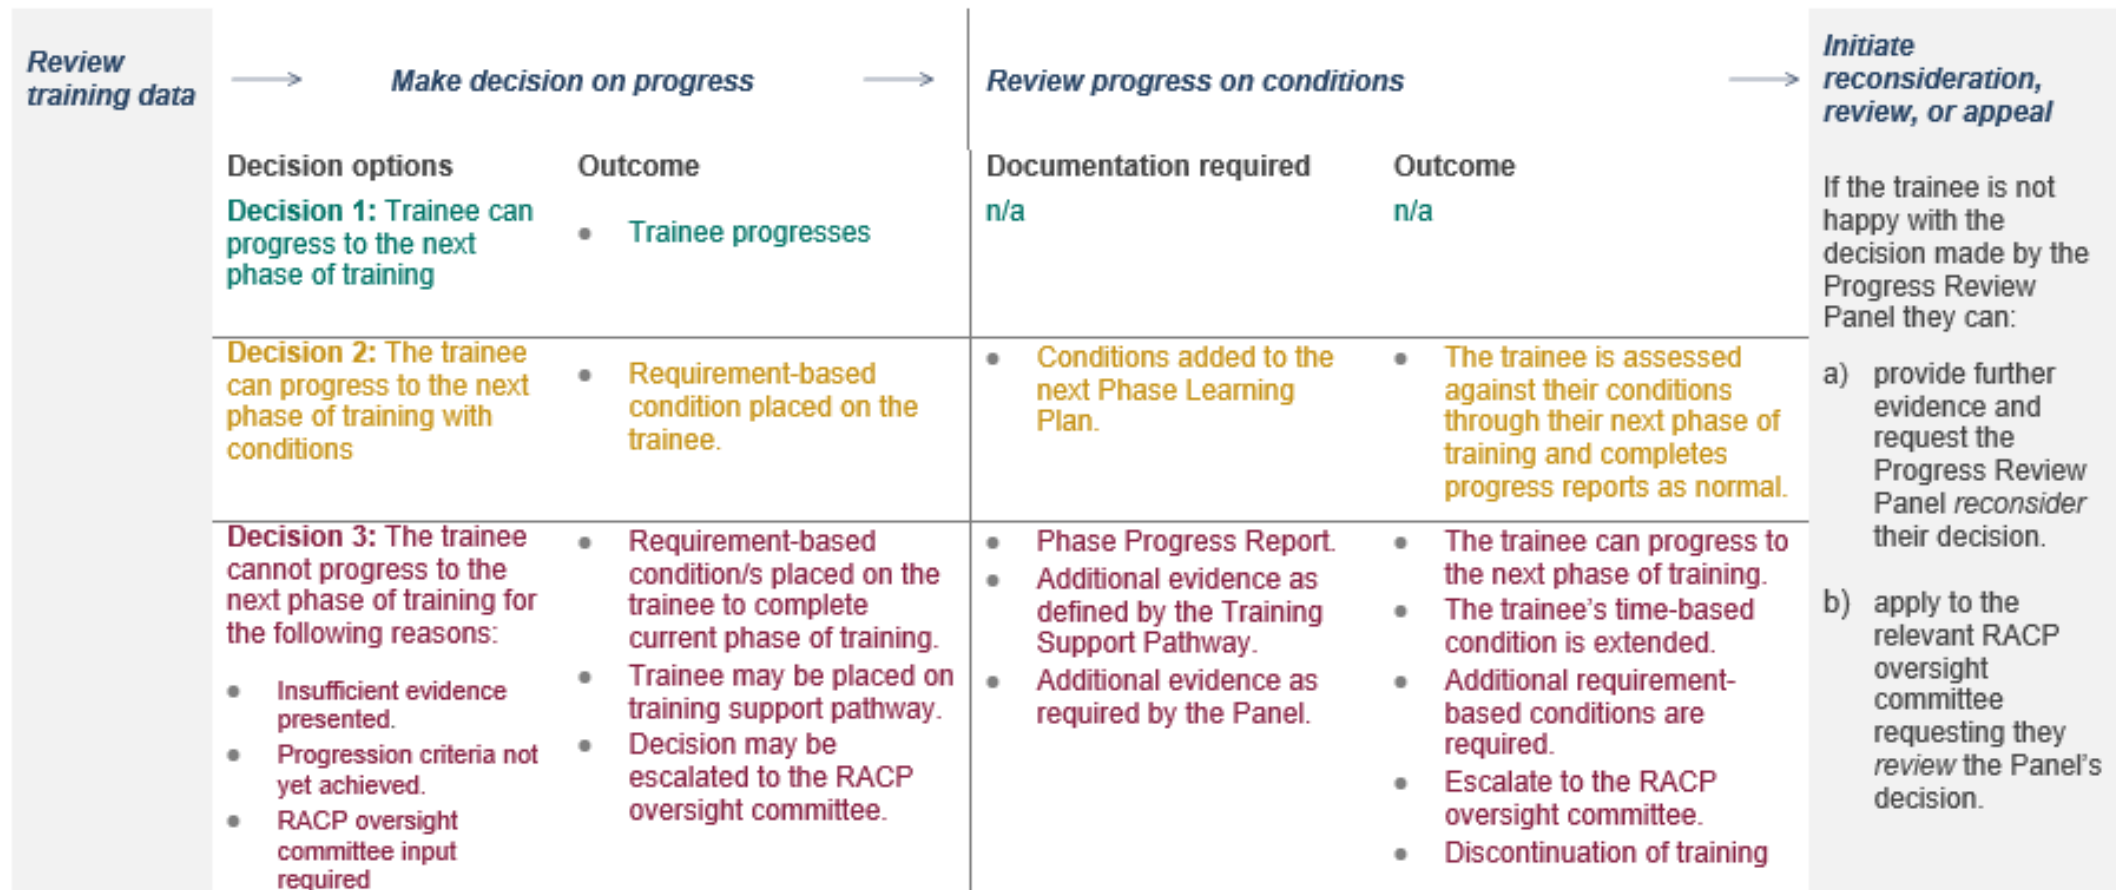 Review
training data
Make decision on progress
Review progress on conditions
Initiate
reconsideration,
review, or appeal
Decision options
Outcome
Documentation required
Outcome
Decision 1: Trainee can
progress to the next
phase of training
• Trainee progresses
n/a
n/a
Decision 2: The trainee
can progress to the next
phase of training with
conditions
• Requirement-based
condition placed on the
trainee.
• Conditions added to the
next Phase Learning
Plan.
• The trainee is assessed
against their conditions
through their next phase of
training and completes
progress reports as normal.
Decision 3: The trainee
cannot progress to the
next phase of training for
the following reasons:
• Insufficient evidence
presented.
• Progression criteria not
yet achieved.
• RACP oversight
committee input
required
• Requirement-based
condition/s placed on the
trainee to complete
current phase of training.
• Trainee may be placed on
training support pathway.
• Decision may be
escalated to the RACP
oversight committee.
• Phase Progress Report.
• Additional evidence as
defined by the Training
Support Pathway.
• Additional evidence as
required by the Panel.
• The trainee can progress to
the next phase of training.
• The trainee's time-based
condition is extended.
• Additional requirement-
based conditions are
required.
• Escalate to the RACP
oversight committee.
• Discontinuation of training
If the trainee is not
happy with the
decision made by the
Progress Review
Panel they can:
a) provide further
evidence and
request the
Progress Review
Panel reconsider
their decision.
b) apply to the
relevant RACP
oversight
committee
requesting they
review the Panel's
decision.